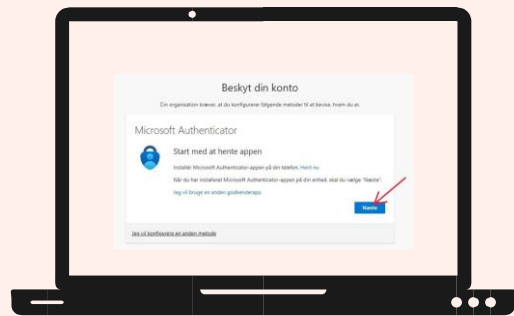 Beskyt din konto
Din organisation kræver, at du konfigurerer følgende metoder til at bevise, hvem du er.
Microsoft Authenticator
Start med at hente appen
Installér Microsoft Authenticator-appen på din telefon. Hent nu
Når du har installeret Microsoft Authenticator-appen på din enhed, skal du vælge "Næste".
Jeg vil bruge en anden godkenderapp
Næste
Jeg vil konfigurere en anden metode